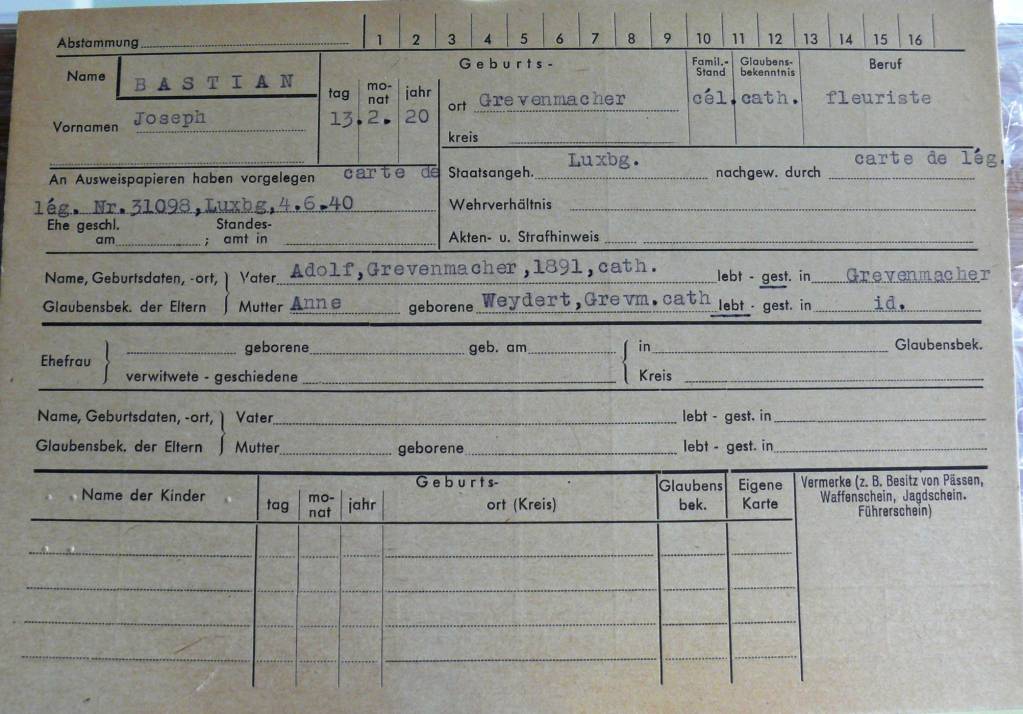 Abstammung 1 2 3 4 5 6 7 8 9 10 11 12 13 14 15 16
Name BASTIAN
Vornamen Joseph
Geburts-
tag mo-nat jahr
13.2.20
ort Grevenmacher
kreis
Famil.-Stand
cél.
Glaubens-bekenntnis
cath.
Beruf
fleuriste
An Ausweispapieren haben vorgelegen carte de
lég. Nr.31098,Luxbg,4.6.40
Ehe geschl. Standes-
am ; amt in
Staatsangeh. Luxbg. nachgew. durch carte de lég.
Wehrverhältnis
Akten- u. Strafhinweis
Name, Geburtsdaten, -ort, } Vater Adolf,Grevenmacher,1891,cath. lebt - gest. in Grevenmacher
Glaubensbek. der Eltern } Mutter Anne geborene Weydert,Grevm.cath lebt - gest. in id.
Ehefrau } geborene geb. am { in Glaubensbek.
verwitwete - geschiedene { Kreis
Name, Geburtsdaten, -ort, } Vater lebt - gest. in
Glaubensbek. der Eltern } Mutter geborene lebt - gest. in
Name der Kinder
Geburts-
tag mo-nat jahr ort (Kreis)
Glaubens bek.
Eigene Karte
Vermerke (z. B. Besitz von Pässen,
Waffenschein, Jagdschein.
Führerschein)